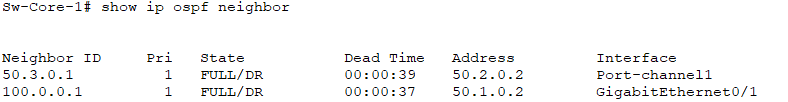 Sw-Core-1# show ip ospf neighbor
Neighbor ID     Pri   State           Dead Time   Address         Interface
50.3.0.1          1   FULL/DR         00:00:39    50.2.0.2        Port-channel1
100.0.0.1         1   FULL/DR         00:00:37    50.1.0.2        GigabitEthernet0/1